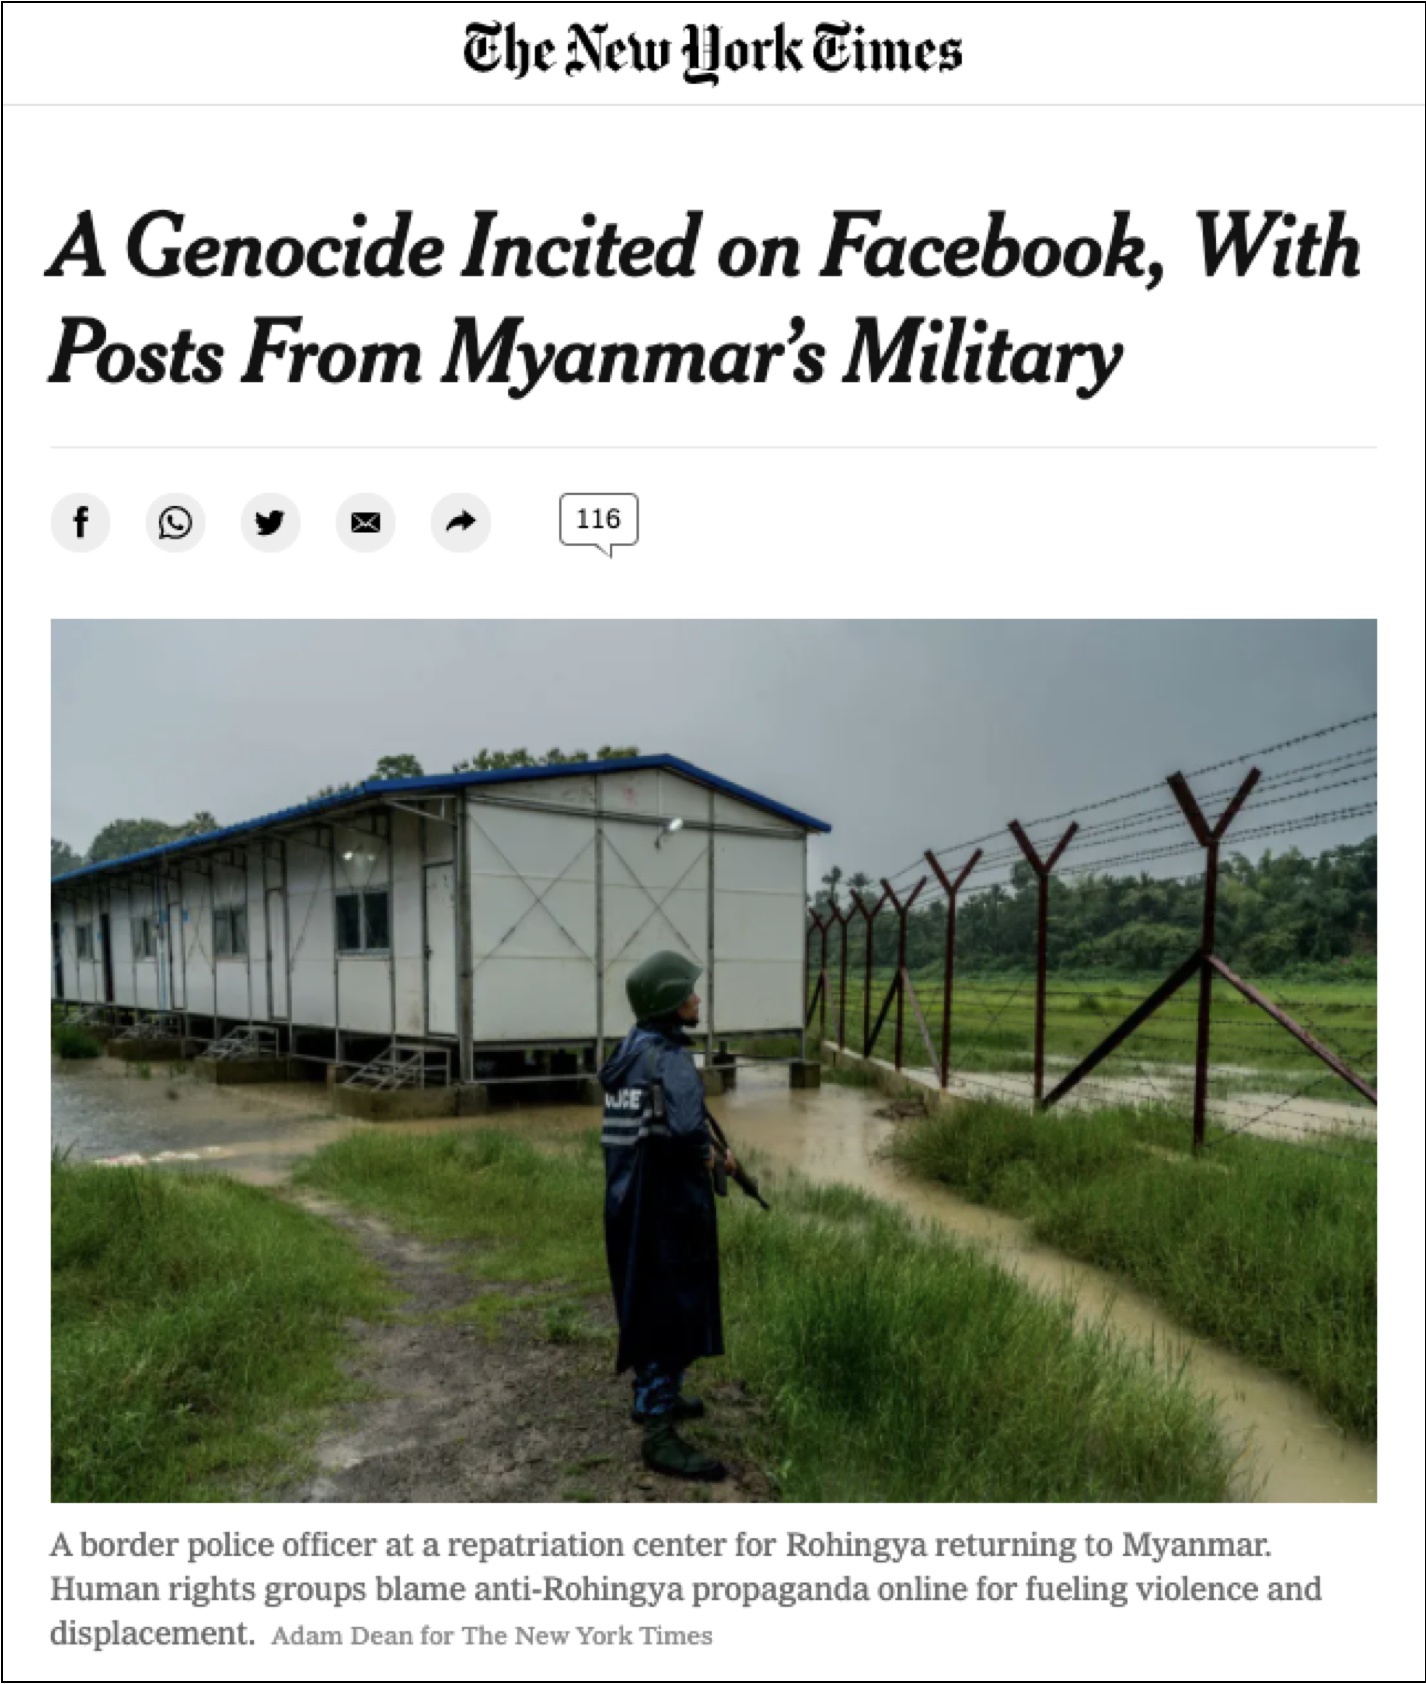 The New York Times
A Genocide Incited on Facebook, With
Posts From Myanmar’s Military
116
A border police officer at a repatriation center for Rohingya returning to Myanmar.
Human rights groups blame anti-Rohingya propaganda online for fueling violence and
displacement. Adam Dean for The New York Times